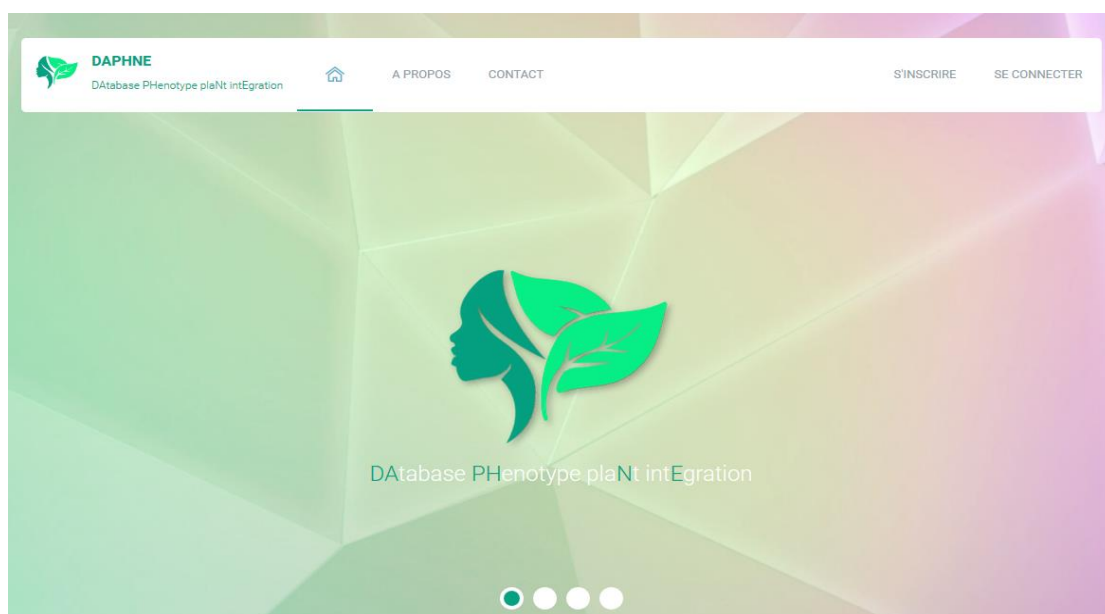 DAPHNE
DAtabase PHenotype plaNt intEgration
A PROPOS
CONTACT
S'INSCRIRE
SE CONNECTER
DAtabase PHenotype plaNt intEgration